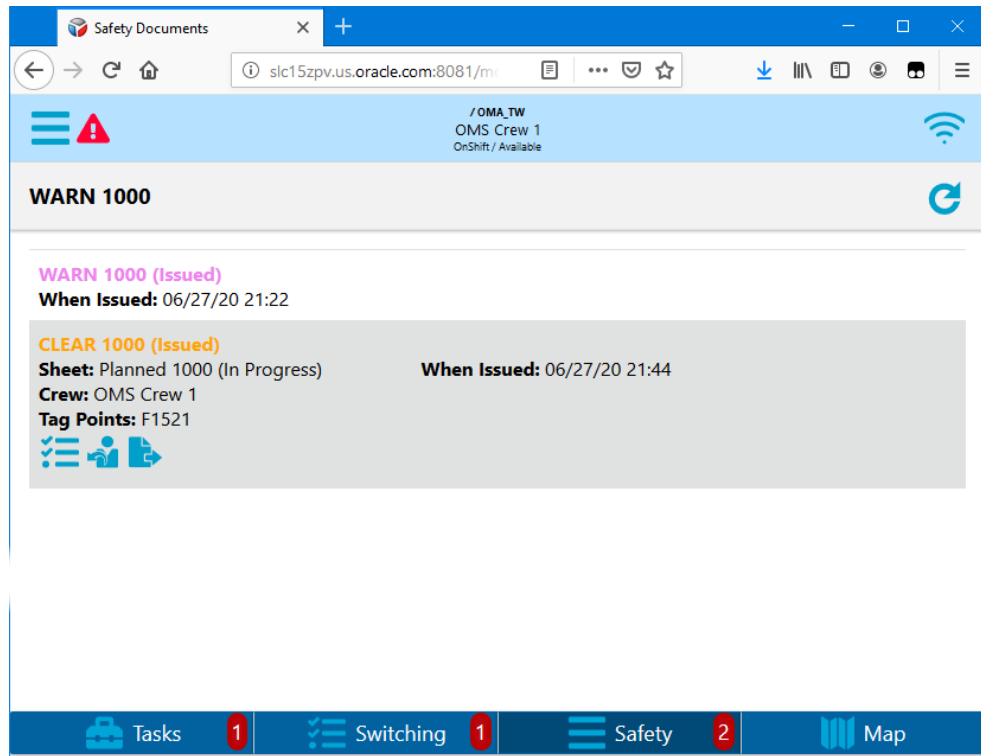 Safety Documents
slc15zpv.us.oracle.com:8081/m
/ OMA_TW
OMS Crew 1
OnShift / Available
WARN 1000
WARN 1000 (Issued)
When Issued: 06/27/20 21:22
CLEAR 1000 (Issued)
Sheet: Planned 1000 (In Progress) When Issued: 06/27/20 21:44
Crew: OMS Crew 1
Tag Points: F1521
Tasks 1 Switching 1 Safety 2 Map